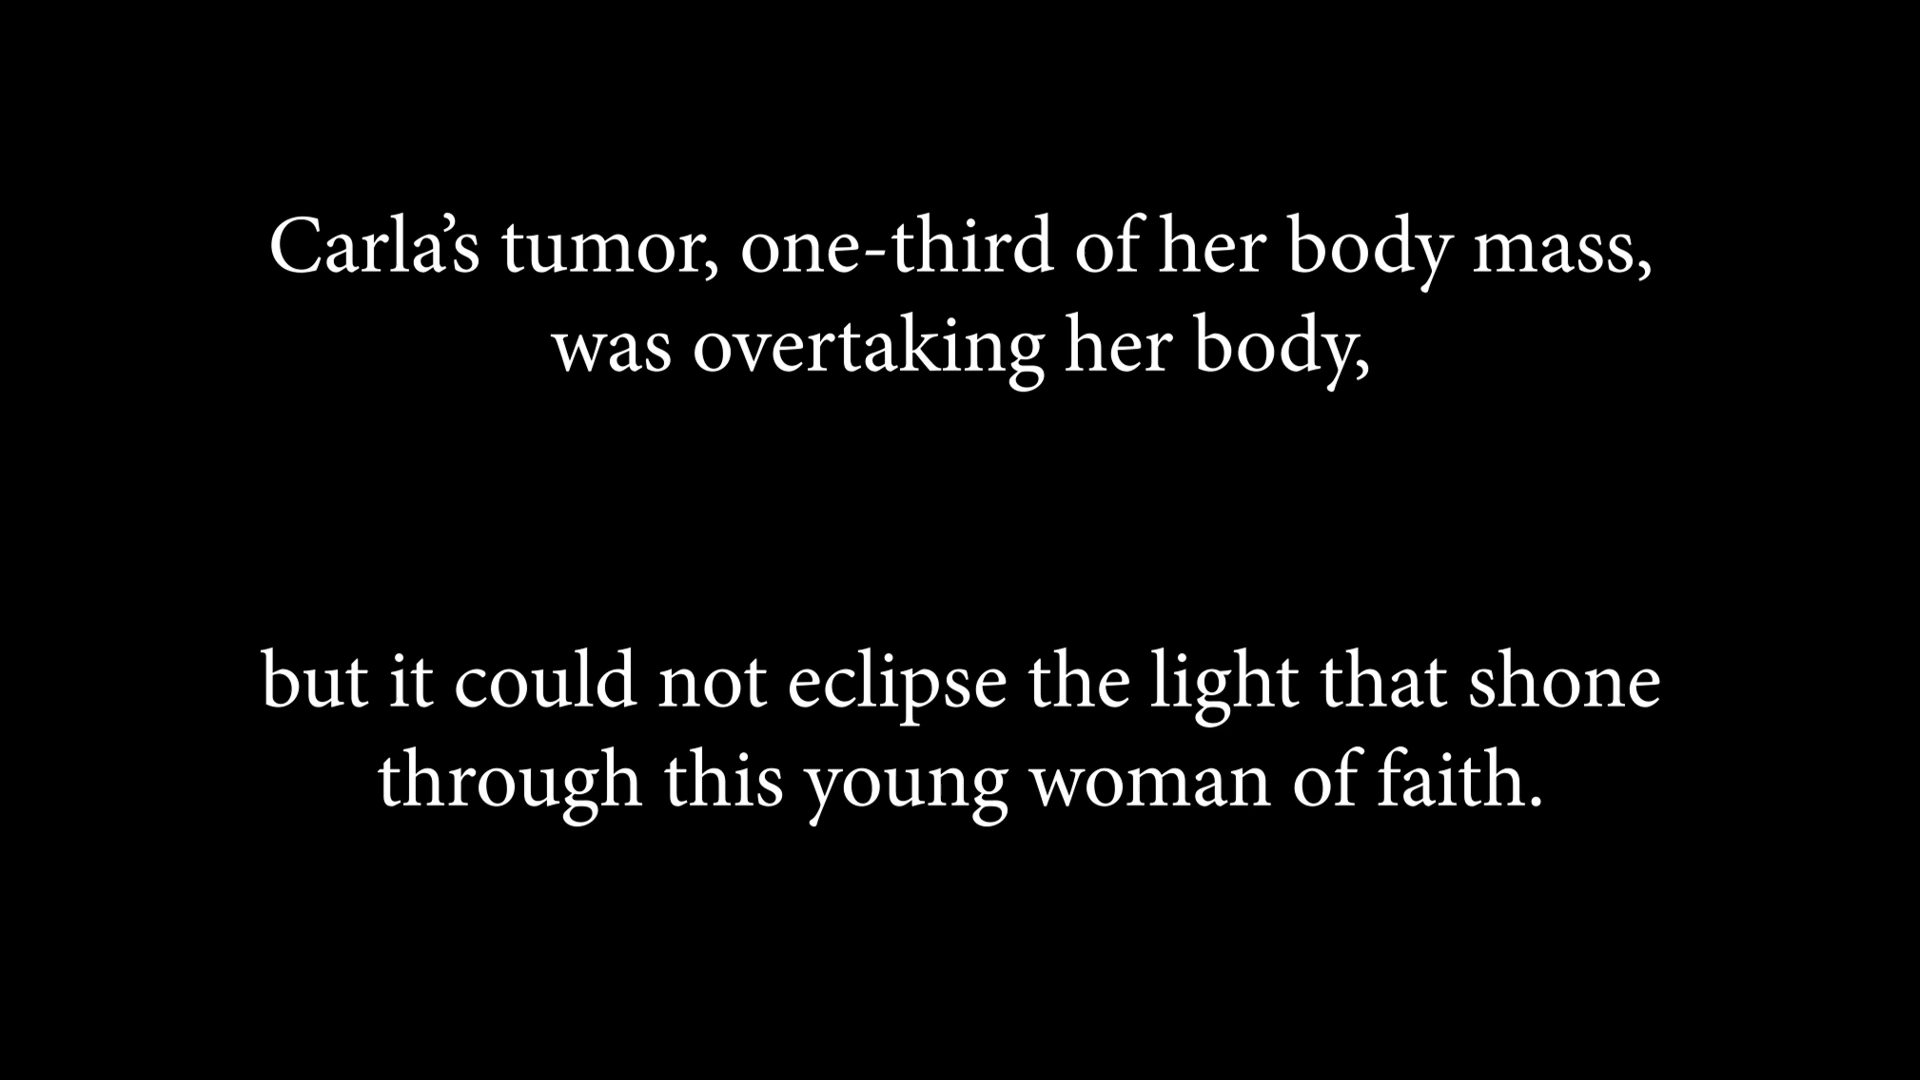 Carla’s tumor, one-third of her body mass,
was overtaking her body,
but it could not eclipse the light that shone
through this young woman of faith.